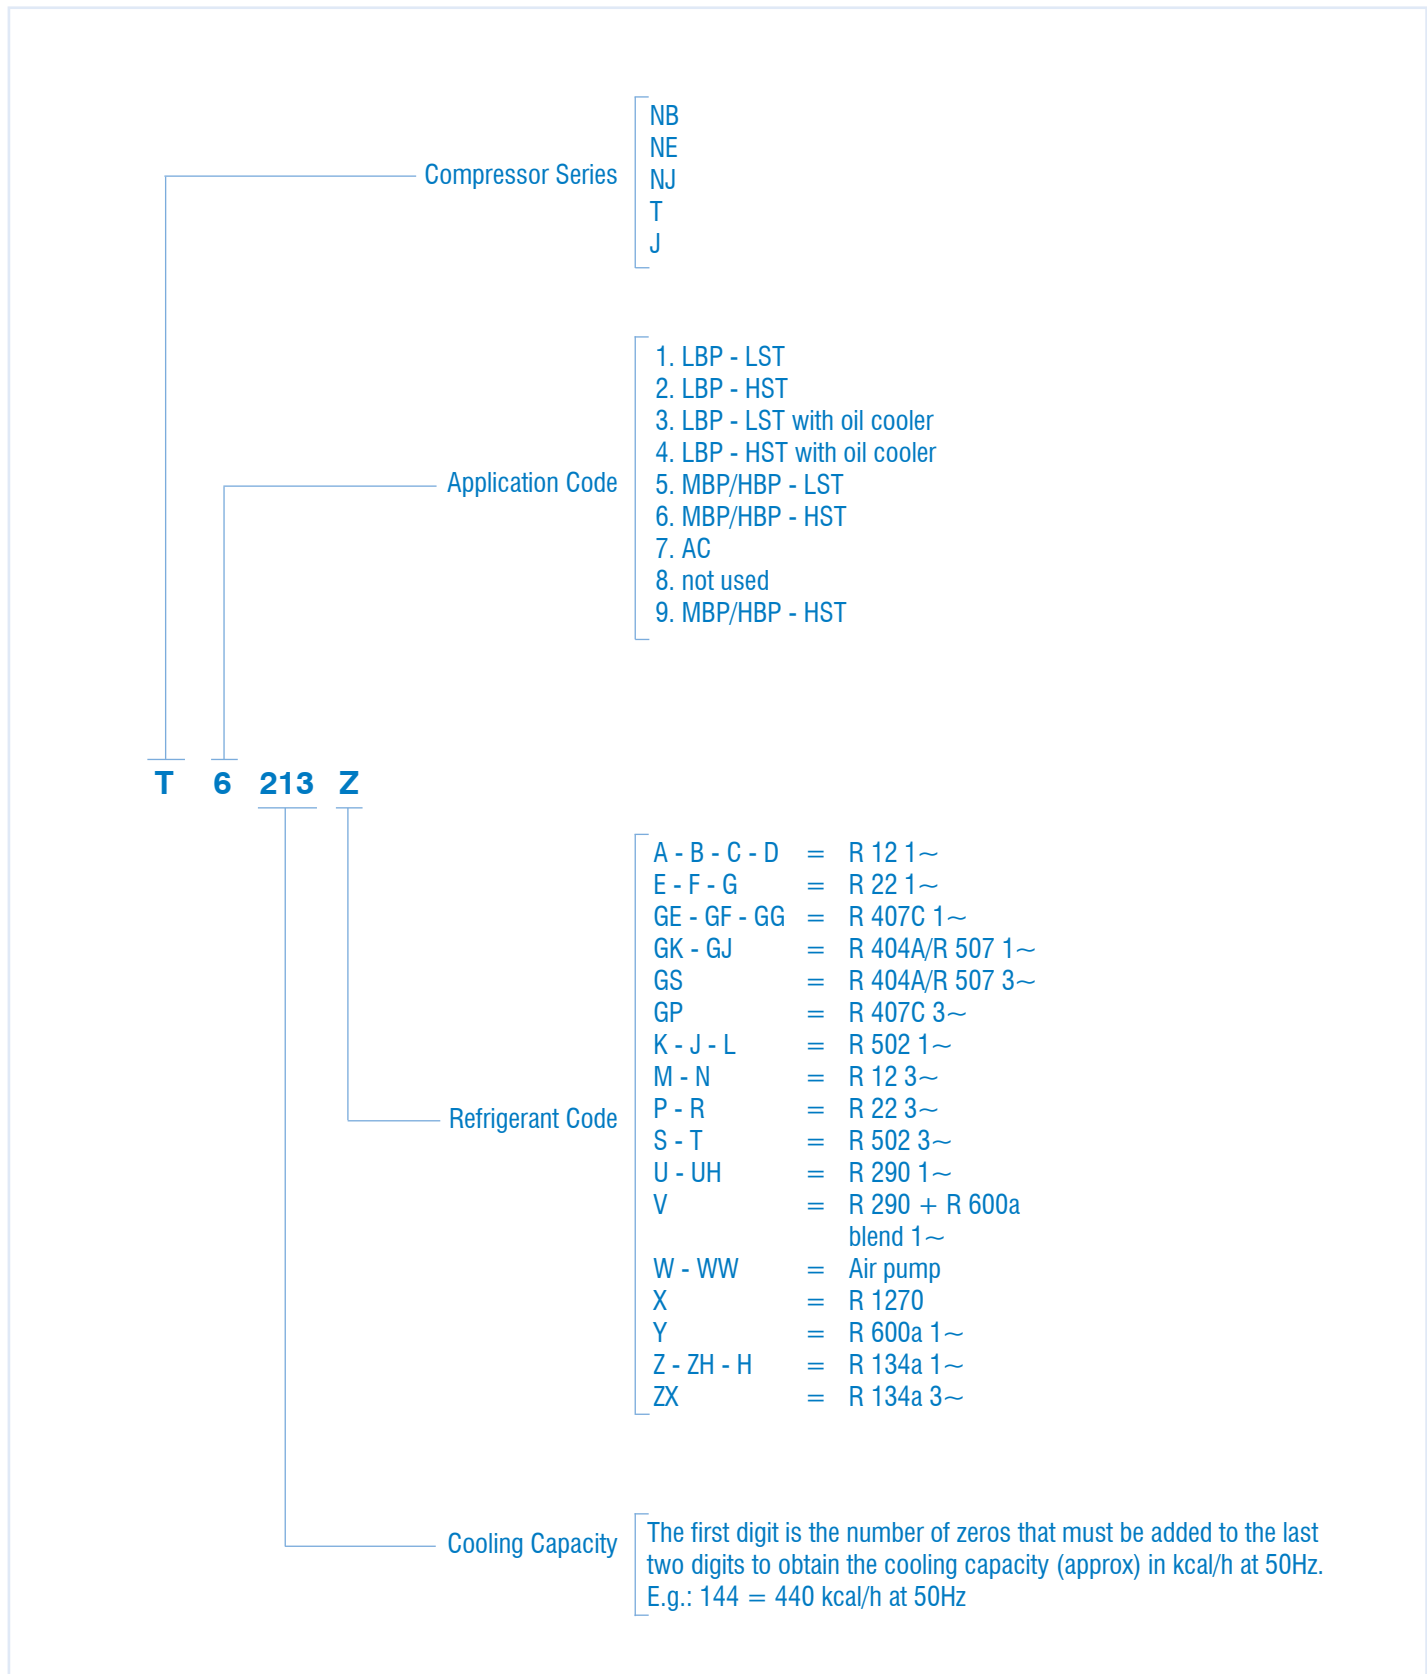 NB
NE
Compressor Series
NJ
T
J
1. LBP - LST
2. LBP - HST
3. LBP - LST with oil cooler
4. LBP - HST with oil cooler
Application Code
5. MBP/HBP - LST
6. MBP/HBP - HST
7. AC
8. not used
9. MBP/HBP - HST
T 6 213 Z
A - B - C - D = R 12 1~
E - F - G = R 22 1~
GE - GF - GG = R 407C 1~
GK - GJ = R 404A/R 507 1~
GS = R 404A/R 507 3~
GP = R 407C 3~
K - J - L = R 502 1~
M - N = R 12 3~
P - R = R 22 3~
Refrigerant Code
S - T = R 502 3~
U - UH = R 290 1~
V = R 290 + R 600a
blend 1~
W - WW = Air pump
X = R 1270
Y = R 600a 1~
Z - ZH - H = R 134a 1~
ZX = R 134a 3~
Cooling Capacity
The first digit is the number of zeros that must be added to the last
two digits to obtain the cooling capacity (approx) in kcal/h at 50Hz.
E.g.: 144 = 440 kcal/h at 50Hz